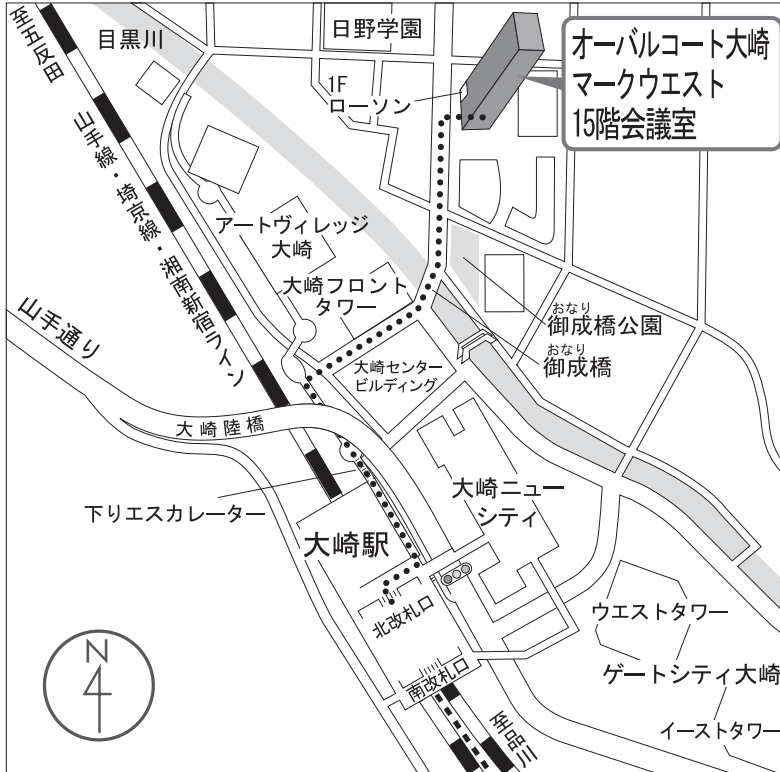 至五反田
目黒川
日野学園
オーバルコート大崎
マークウエスト
15階会議室
1F
ローソン
山手線・埼京線・湘南新宿ライン
アートヴィレッジ
大崎
大崎フロント
タワー
山手通り
おなり
御成橋公園
おなり
御成橋
大崎センター
ビルディング
大崎陸橋
下りエスカレーター
大崎ニュー
シティ
大崎駅
北改札口
ウエストタワー
N
南改札口
ゲートシティ大崎
至品川
イーストタワー